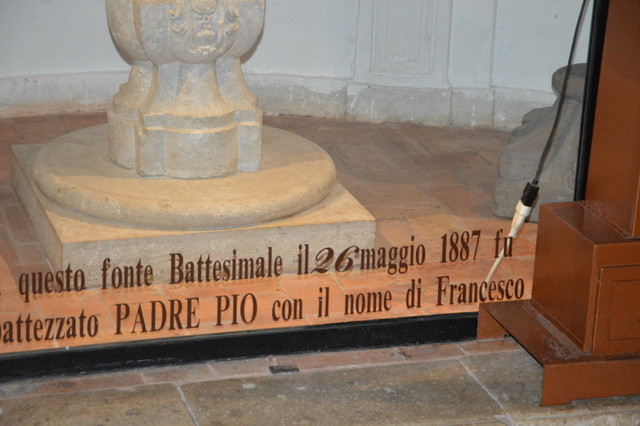 questo fonte Battesimale il 26 maggio 1887 fu
battezzato PADRE PIO con il nome di Francesco